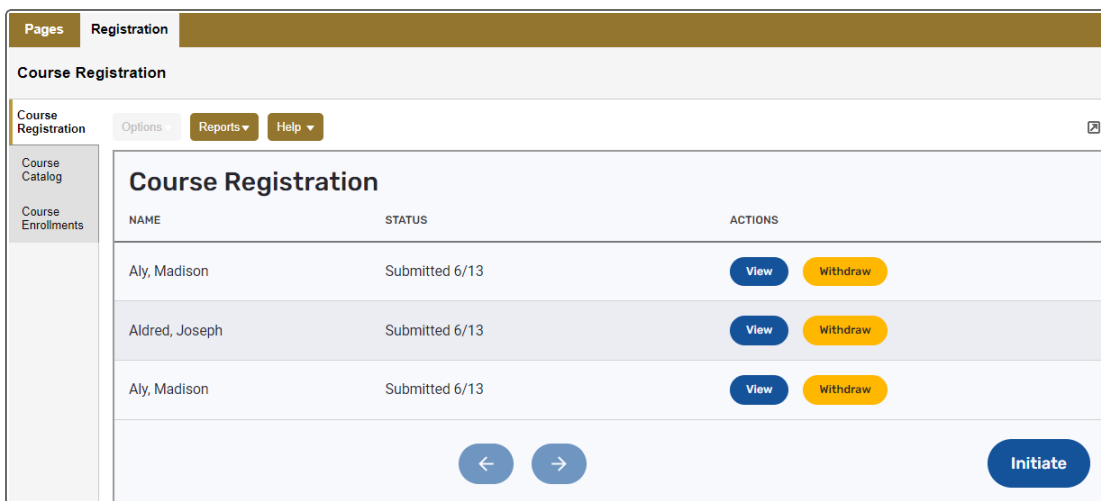 Pages Registration
Course Registration
Course
Registration
Options Reports Help
Course
Catalog
Course
Enrollments
Course Registration
NAME STATUS ACTIONS
Aly, Madison Submitted 6/13 View Withdraw
Aldred, Joseph Submitted 6/13 View Withdraw
Aly, Madison Submitted 6/13 View Withdraw
Initiate